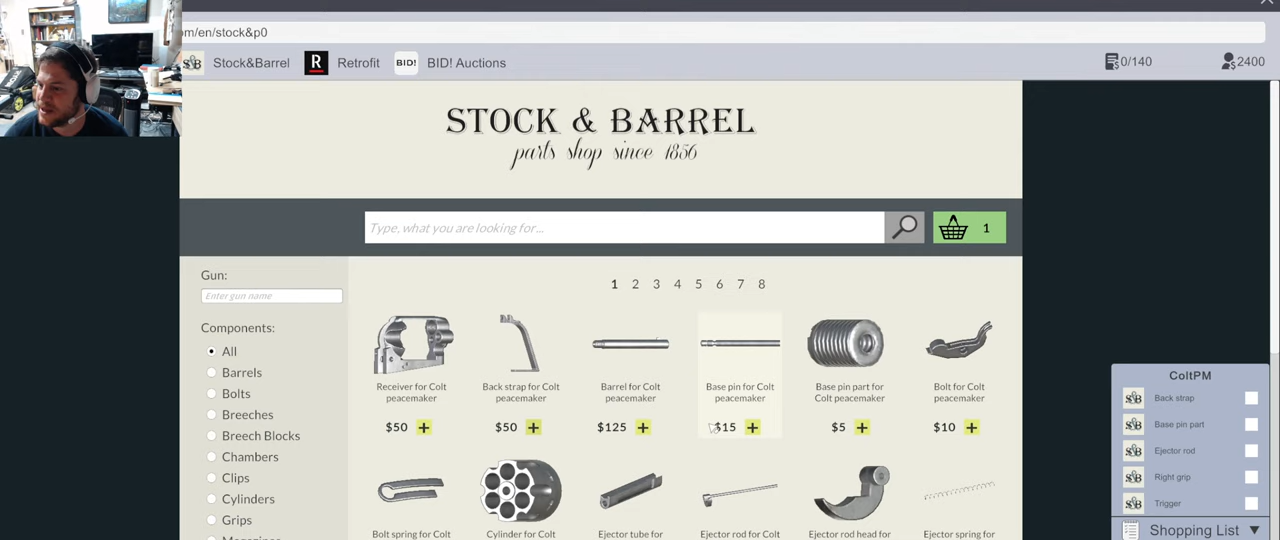 om/en/stock&p0
S&B Stock&Barrel R Retrofit BID! BID! Auctions 0/140 2400
STOCK & BARREL
parts shop since 1856
Type, what you are looking for... 1
Gun:
Enter gun name
Components:
All
Barrels
Bolts
Breeches
Breech Blocks
Chambers
Clips
Cylinders
Grips
1 2 3 4 5 6 7 8
Receiver for Colt
peacemaker
$50 +
Back strap for Colt
peacemaker
$50 +
Barrel for Colt
peacemaker
$125 +
Base pin for Colt
peacemaker
$15 +
Base pin part for
Colt peacemaker
$5 +
Bolt for Colt
peacemaker
$10 +
Bolt spring for Colt
Cylinder for Colt
Ejector tube for
Ejector rod for Colt
Ejector rod head for
Ejector spring for
ColtPM
S&B Back strap
S&B Base pin part
S&B Ejector rod
S&B Right grip
S&B Trigger
Shopping List